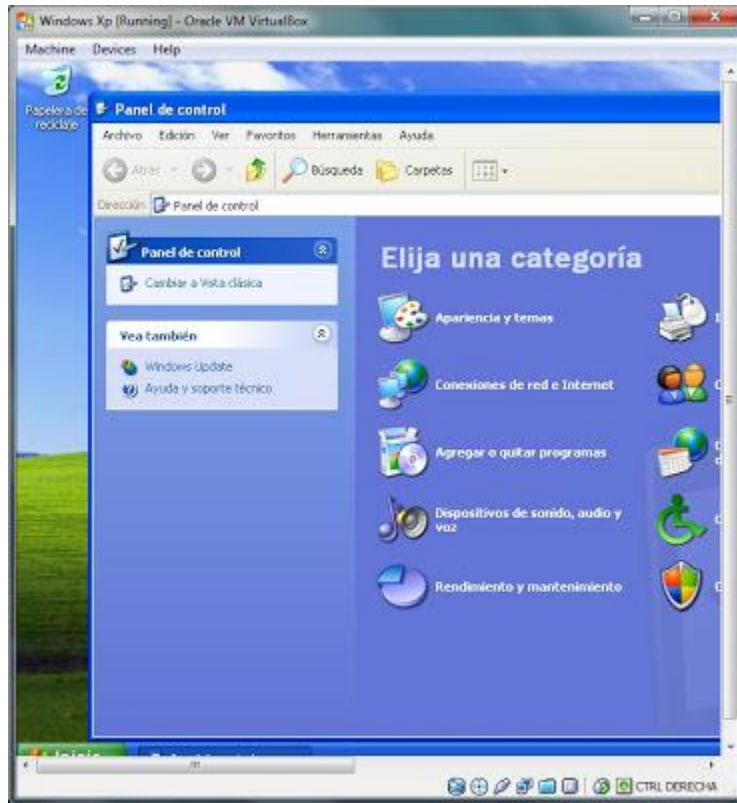 Windows Xp [Running] - Oracle VM VirtualBox
Machine Devices Help
Papelera de
reciclaje
Panel de control
Archivo Edición Ver Favoritos Herramientas Ayuda
Atrás Búsqueda Carpetas
Dirección Panel de control
Panel de control
Cambiar a Vista clásica
Vea también
Windows Update
Ayuda y soporte técnico
Elija una categoría
Apariencia y temas
Conexiones de red e Internet
Agregar o quitar programas
Dispositivos de sonido, audio y
voz
Rendimiento y mantenimiento
CTRL DERECHA